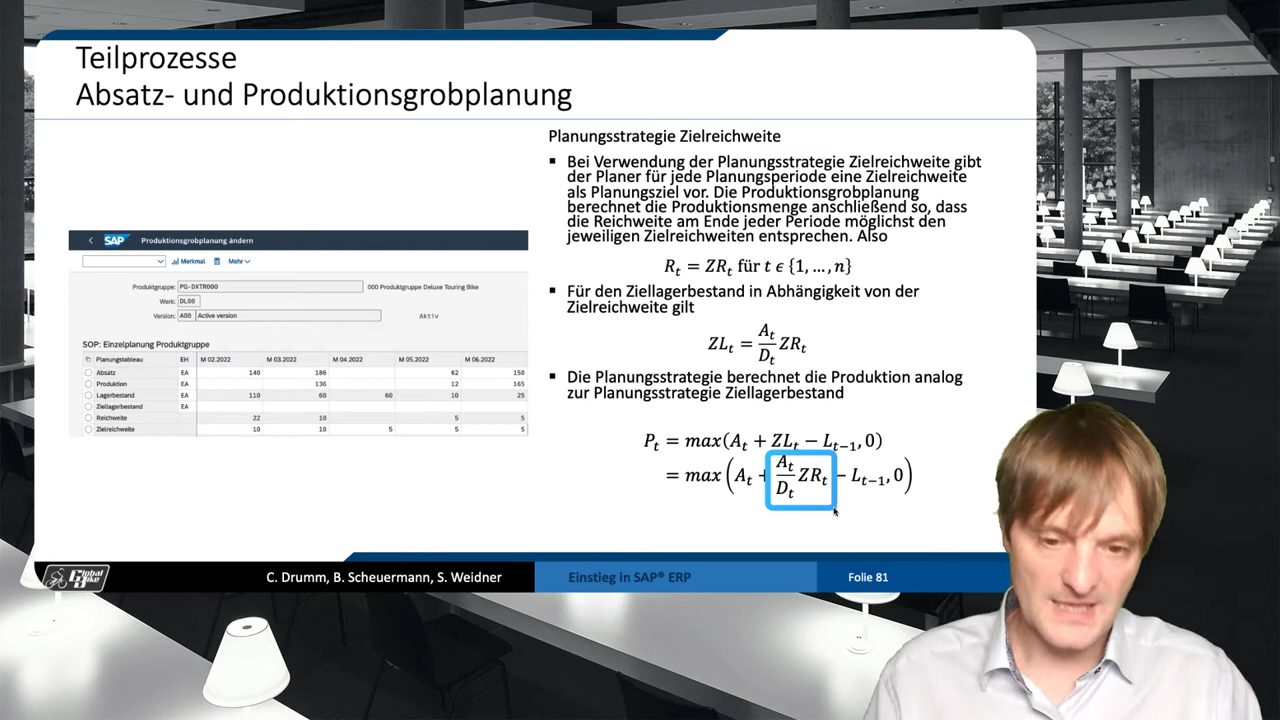 Teilprozesse
Absatz- und Produktionsgrobplanung
Planungsstrategie Zielreichweite
▪ Bei Verwendung der Planungsstrategie Zielreichweite gibt
der Planer für jede Planungsperiode eine Zielreichweite
als Planungsziel vor. Die Produktionsgrobplanung
berechnet die Produktionsmenge anschließend so, dass
die Reichweite am Ende jeder Periode möglichst den
jeweiligen Zielreichweiten entsprechen. Also
R_t = ZR_t für t ϵ {1, …, n}
▪ Für den Ziellagerbestand in Abhängigkeit von der
Zielreichweite gilt
ZL_t = A_t/D_t ZR_t
▪ Die Planungsstrategie berechnet die Produktion analog
zur Planungsstrategie Ziellagerbestand
P_t = max(A_t + ZL_t − L_{t−1}, 0)
= max(A_t + A_t/D_t ZR_t − L_{t−1}, 0)
SAP Produktionsgrobplanung ändern
Merkmal Mehr
Produktgruppe: PG-DXTR000 000 Produktgruppe Deluxe Touring Bike
Werk: DL00
Version: A00 Active version Aktiv
SOP: Einzelplanung Produktgruppe
Planungstableau EH M 02.2022 M 03.2022 M 04.2022 M 05.2022 M 06.2022
Absatz EA 140 186 62 150
Produktion EA 136 12 165
Lagerbestand EA 110 60 60 10 25
Ziellagerbestand EA
Reichweite 22 10 5 5
Zielreichweite 10 10 5 5 5
Global Bike
C. Drumm, B. Scheuermann, S. Weidner
Einstieg in SAP® ERP
Folie 81